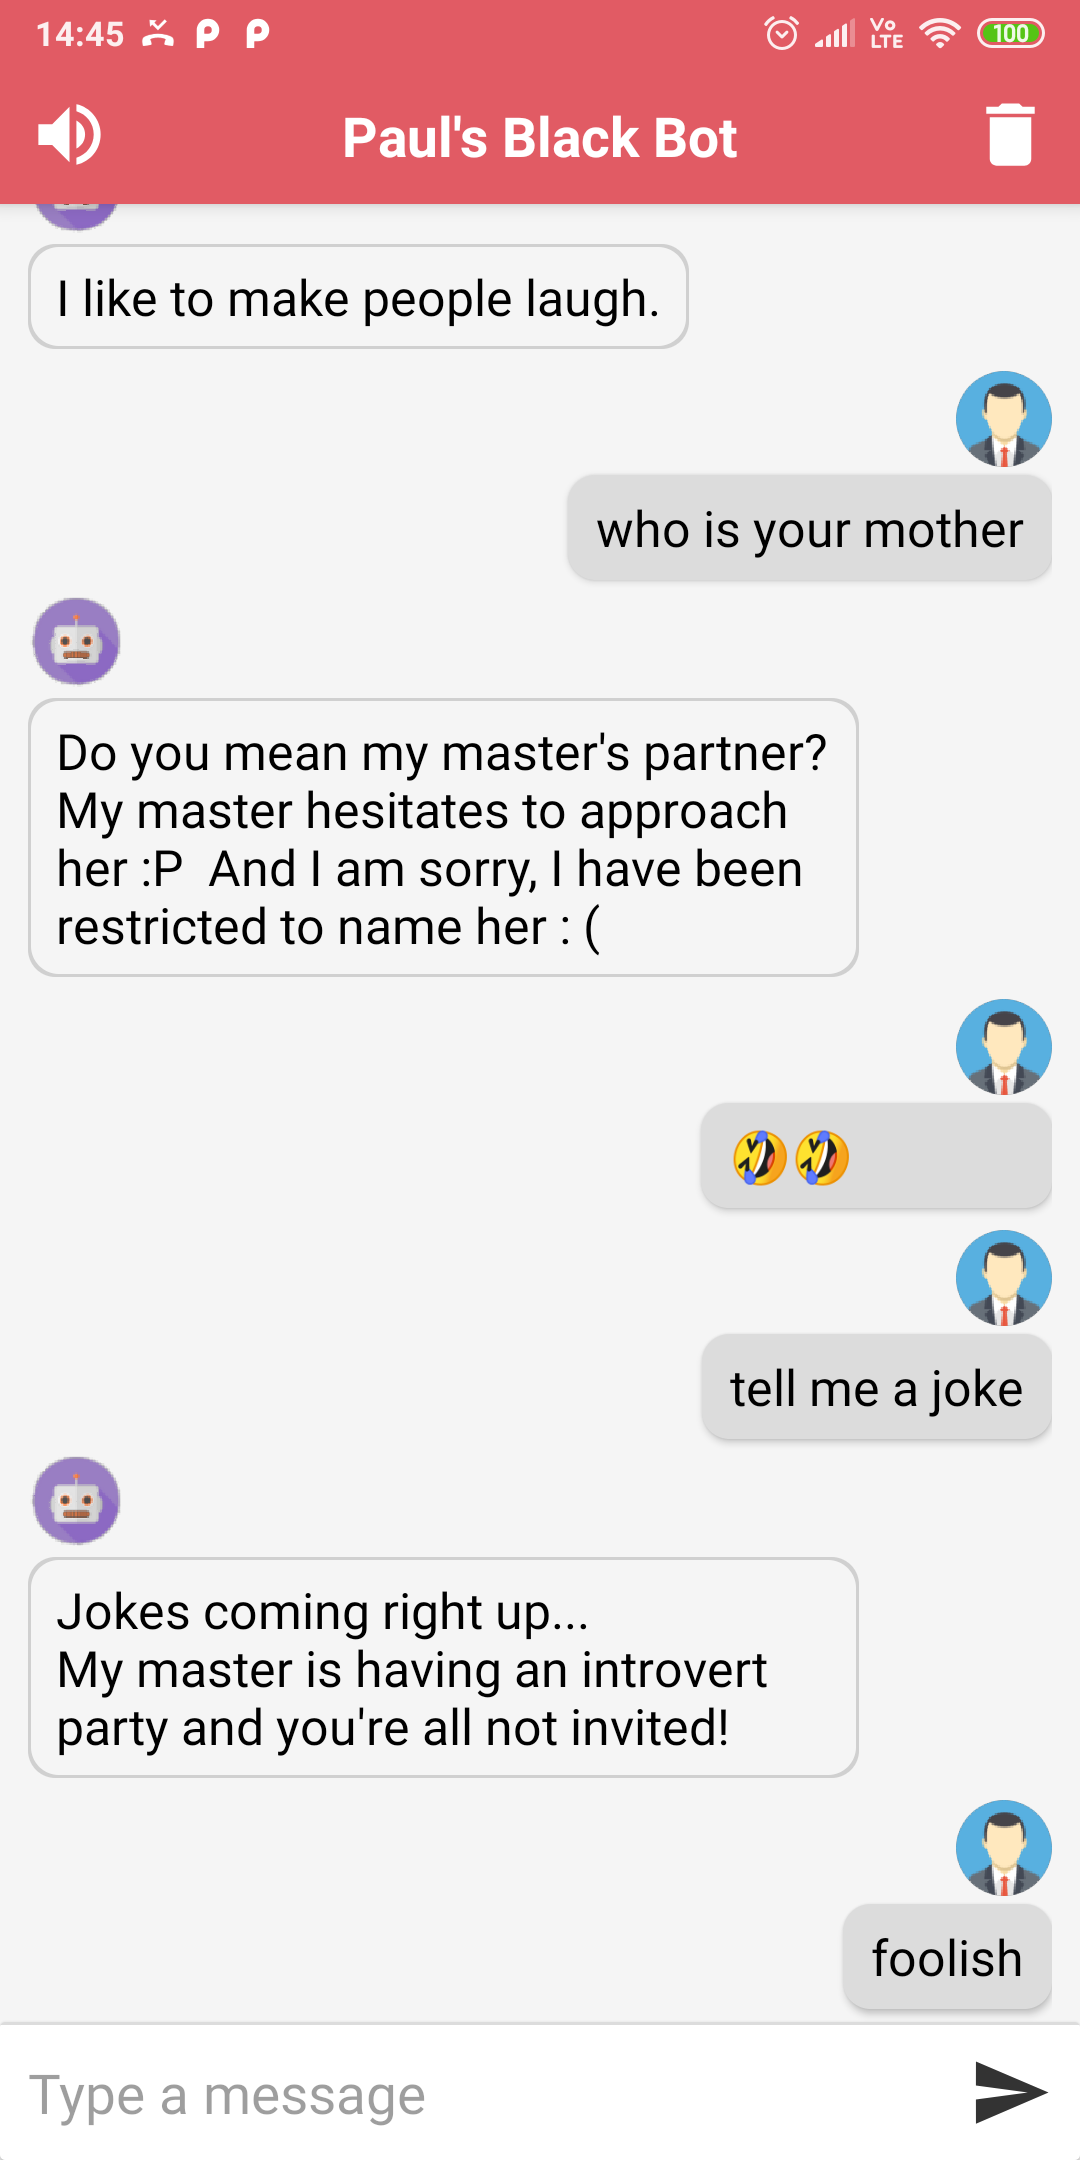 14:45
Vo
LTE
100
Paul's Black Bot
I like to make people laugh.
who is your mother
Do you mean my master's partner?
My master hesitates to approach
her :P  And I am sorry, I have been
restricted to name her : (
🤣🤣
tell me a joke
Jokes coming right up...
My master is having an introvert
party and you're all not invited!
foolish
Type a message